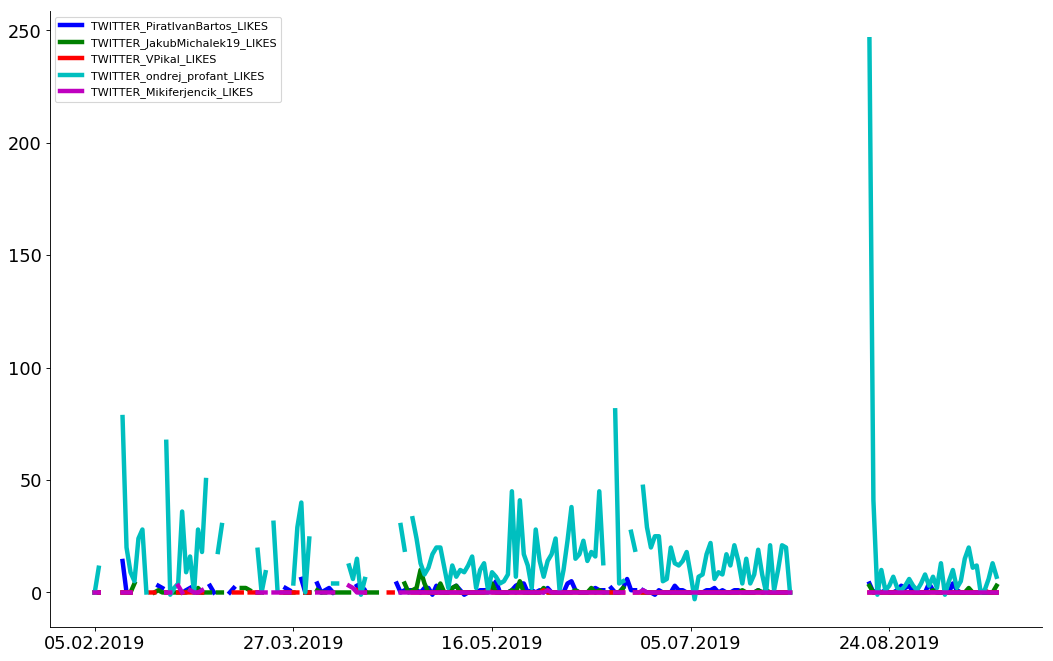 250
200
150
100
50
0
TWITTER_PiratIvanBartos_LIKES
TWITTER_JakubMichalek19_LIKES
TWITTER_VPikal_LIKES
TWITTER_ondrej_profant_LIKES
TWITTER_Mikiferjencik_LIKES
05.02.2019 27.03.2019 16.05.2019 05.07.2019 24.08.2019